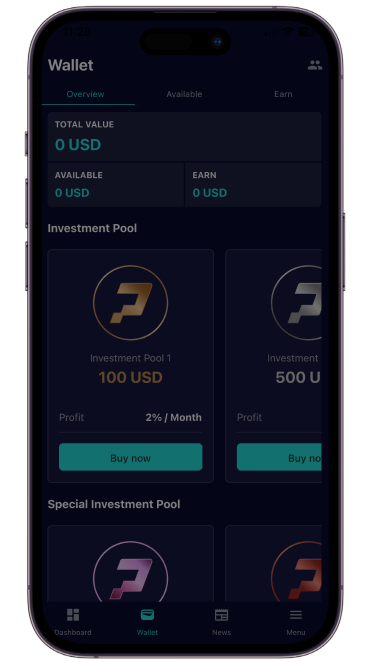 11:29
Wallet
Overview Available Earn
TOTAL VALUE
0 USD
AVAILABLE EARN
0 USD 0 USD
Investment Pool
Investment Pool 1 Investment
100 USD 500 U
Profit 2% / Month Profit
Buy now Buy no
Special Investment Pool
Dashboard Wallet News Menu